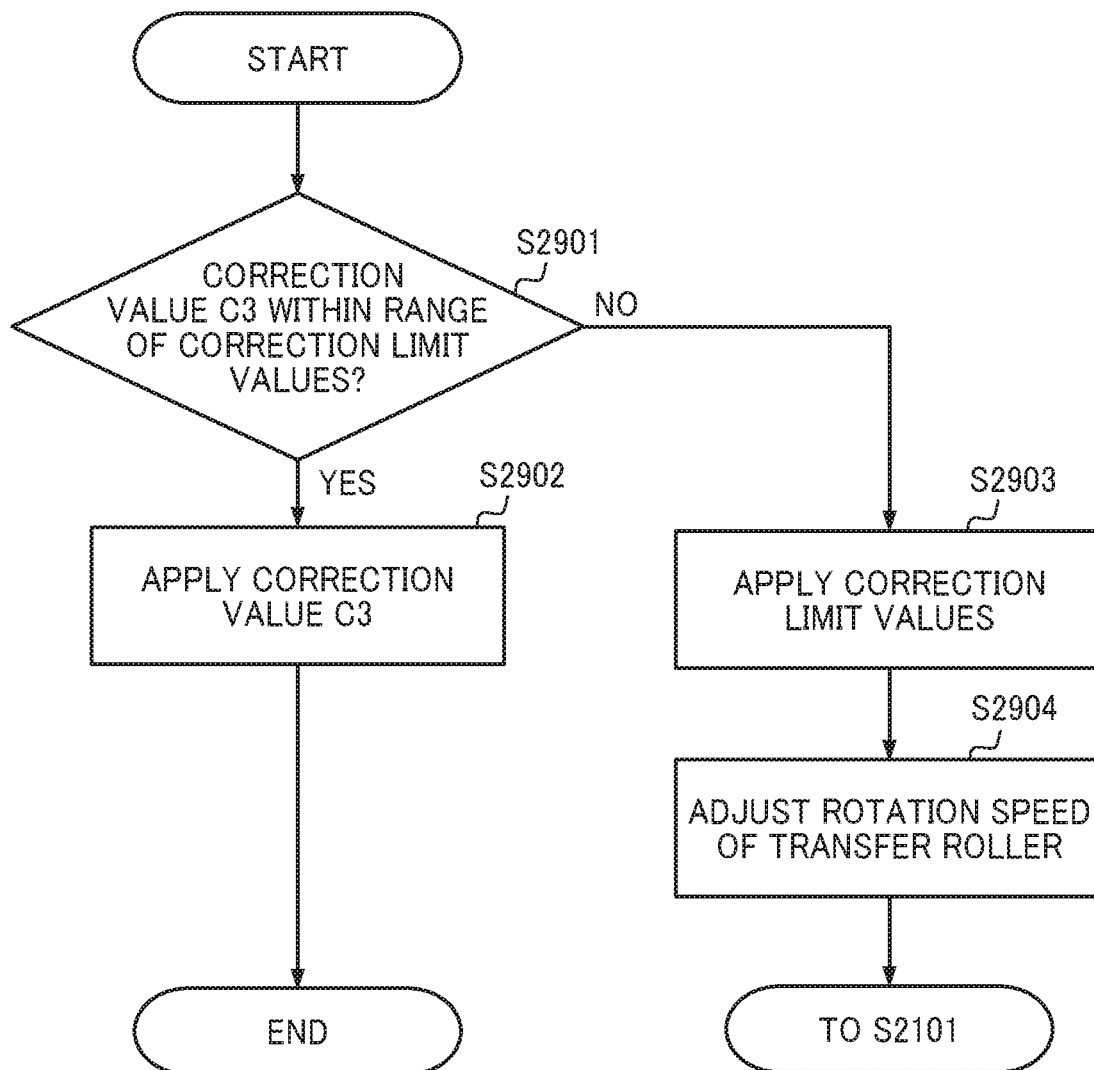 START
S2901
CORRECTION
VALUE C3 WITHIN RANGE
OF CORRECTION LIMIT
VALUES?
NO
YES
S2902
APPLY CORRECTION
VALUE C3
S2903
APPLY CORRECTION
LIMIT VALUES
S2904
ADJUST ROTATION SPEED
OF TRANSFER ROLLER
END
TO S2101